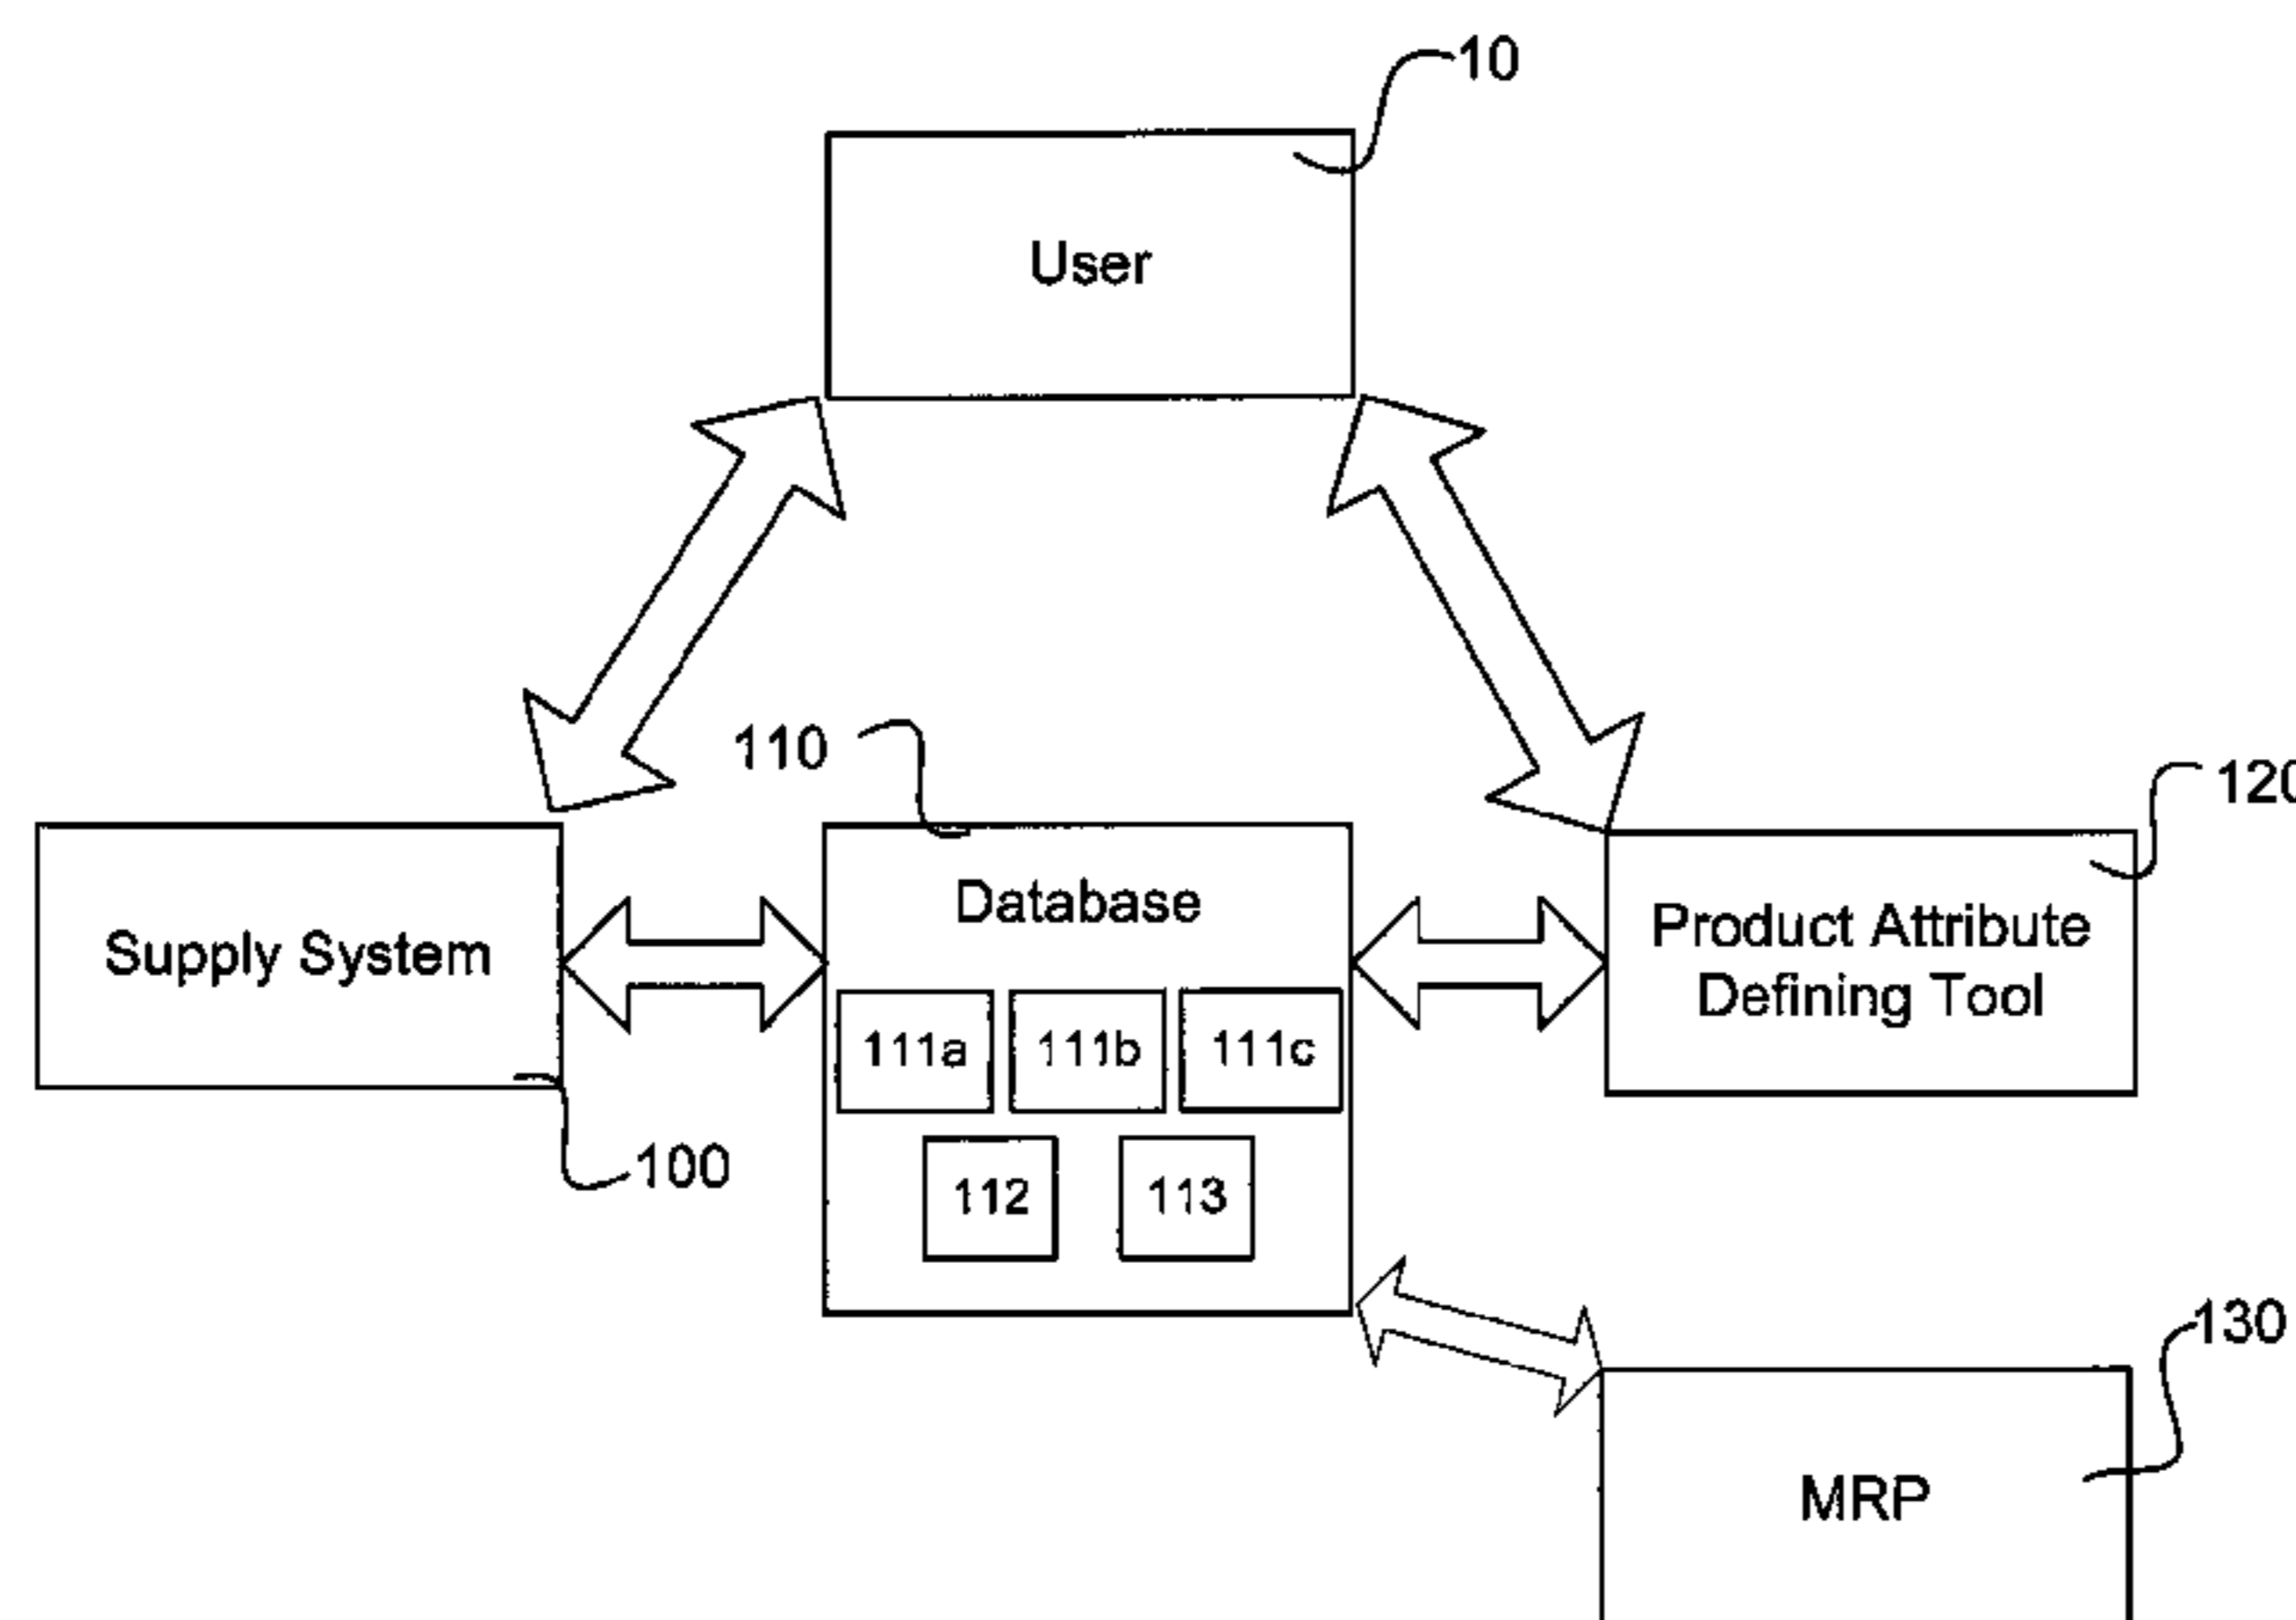 10
User
110
120
Database
Supply System
Product Attribute
Defining Tool
111a 111b 111c
100
112 113
130
MRP